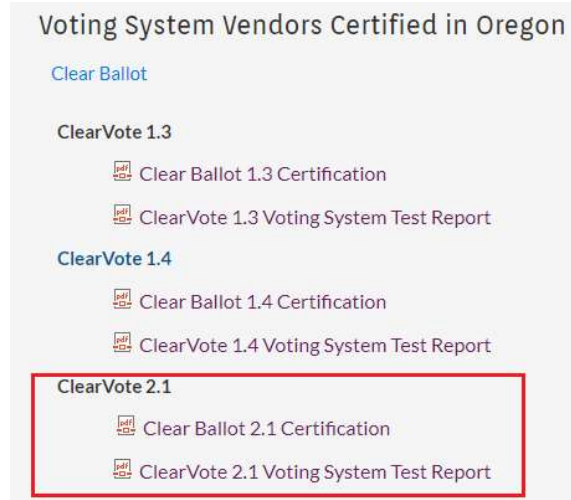 Voting System Vendors Certified in Oregon
Clear Ballot
ClearVote 1.3
Clear Ballot 1.3 Certification
ClearVote 1.3 Voting System Test Report
ClearVote 1.4
Clear Ballot 1.4 Certification
ClearVote 1.4 Voting System Test Report
ClearVote 2.1
Clear Ballot 2.1 Certification
ClearVote 2.1 Voting System Test Report